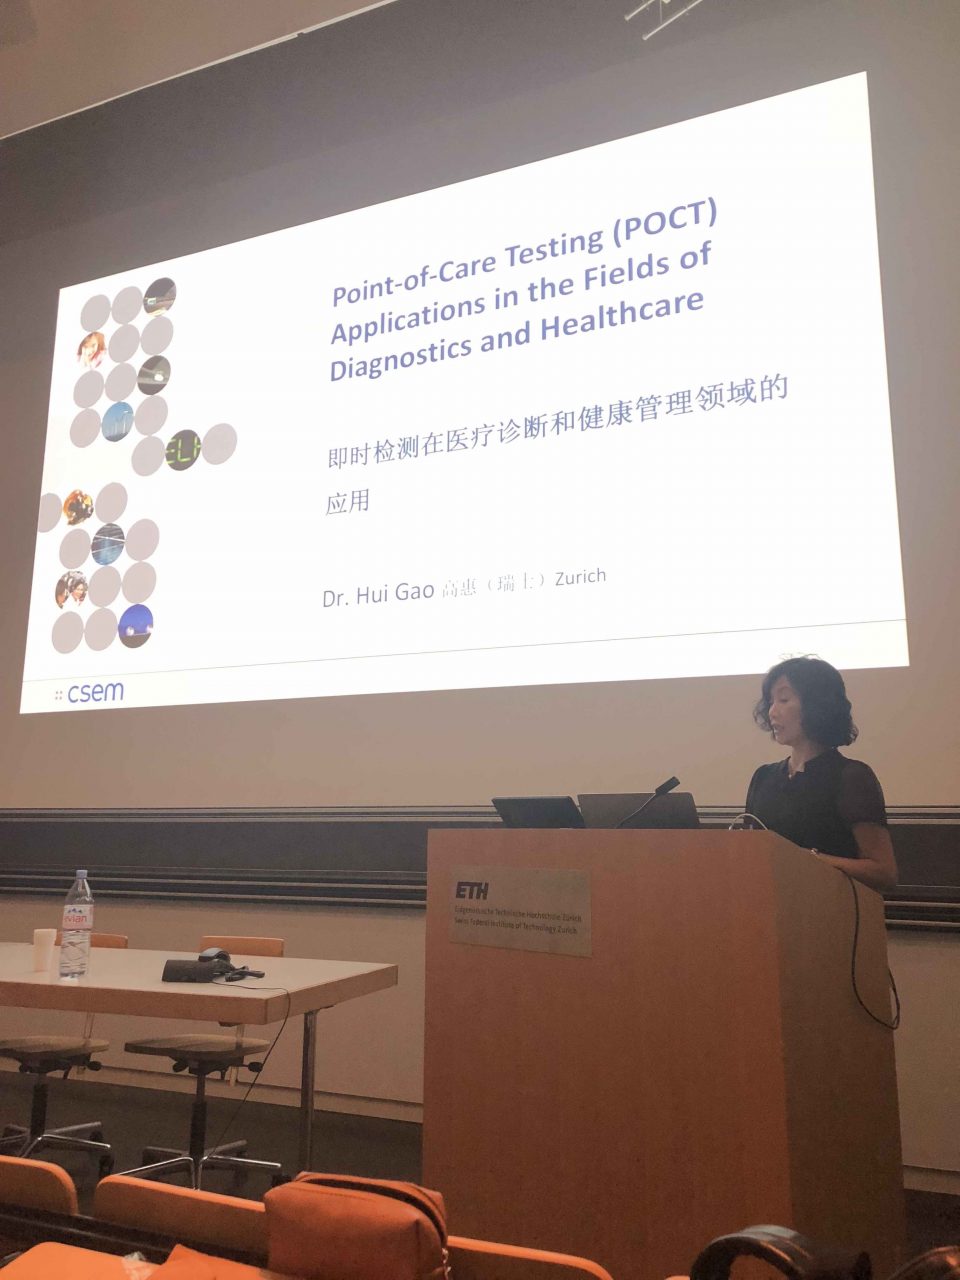 Point-of-Care Testing (POCT)
Applications in the Fields of
Diagnostics and Healthcare
即时检测在医疗诊断和健康管理领域的
应用
Dr. Hui Gao 高惠（瑞士）Zurich
csem
ETH
Eidgenössische Technische Hochschule Zürich
Swiss Federal Institute of Technology Zurich
evian